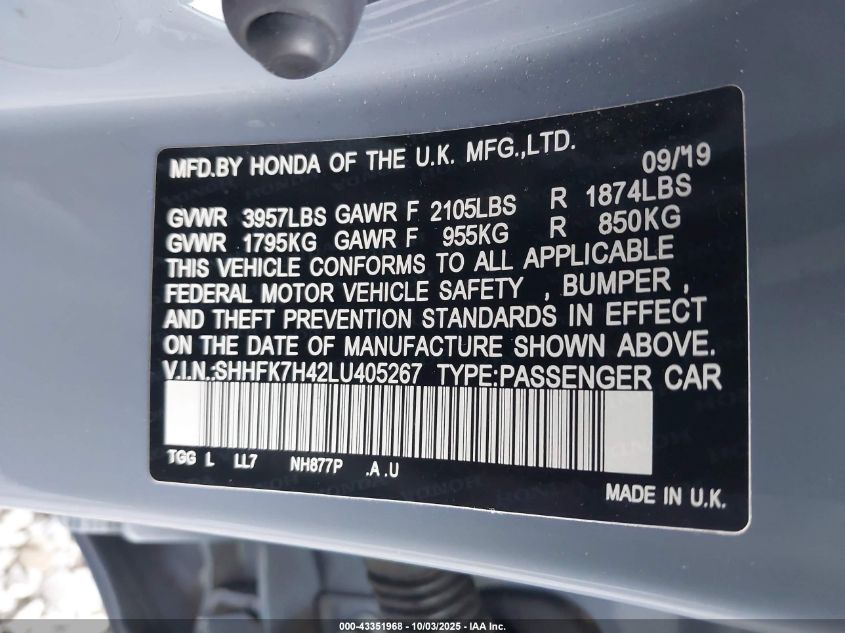 MFD.BY HONDA OF THE U.K. MFG.,LTD. 09/19
GVWR 3957LBS GAWR F 2105LBS R 1874LBS
GVWR 1795KG GAWR F 955KG R 850KG
THIS VEHICLE CONFORMS TO ALL APPLICABLE
FEDERAL MOTOR VEHICLE SAFETY , BUMPER ,
AND THEFT PREVENTION STANDARDS IN EFFECT
ON THE DATE OF MANUFACTURE SHOWN ABOVE.
V.I.N.:SHHFK7H42LU405267 TYPE:PASSENGER CAR
TGG L LL7 NH877P .A .U
MADE IN U.K.
000-43351968 - 10/03/2025 - IAA Inc.